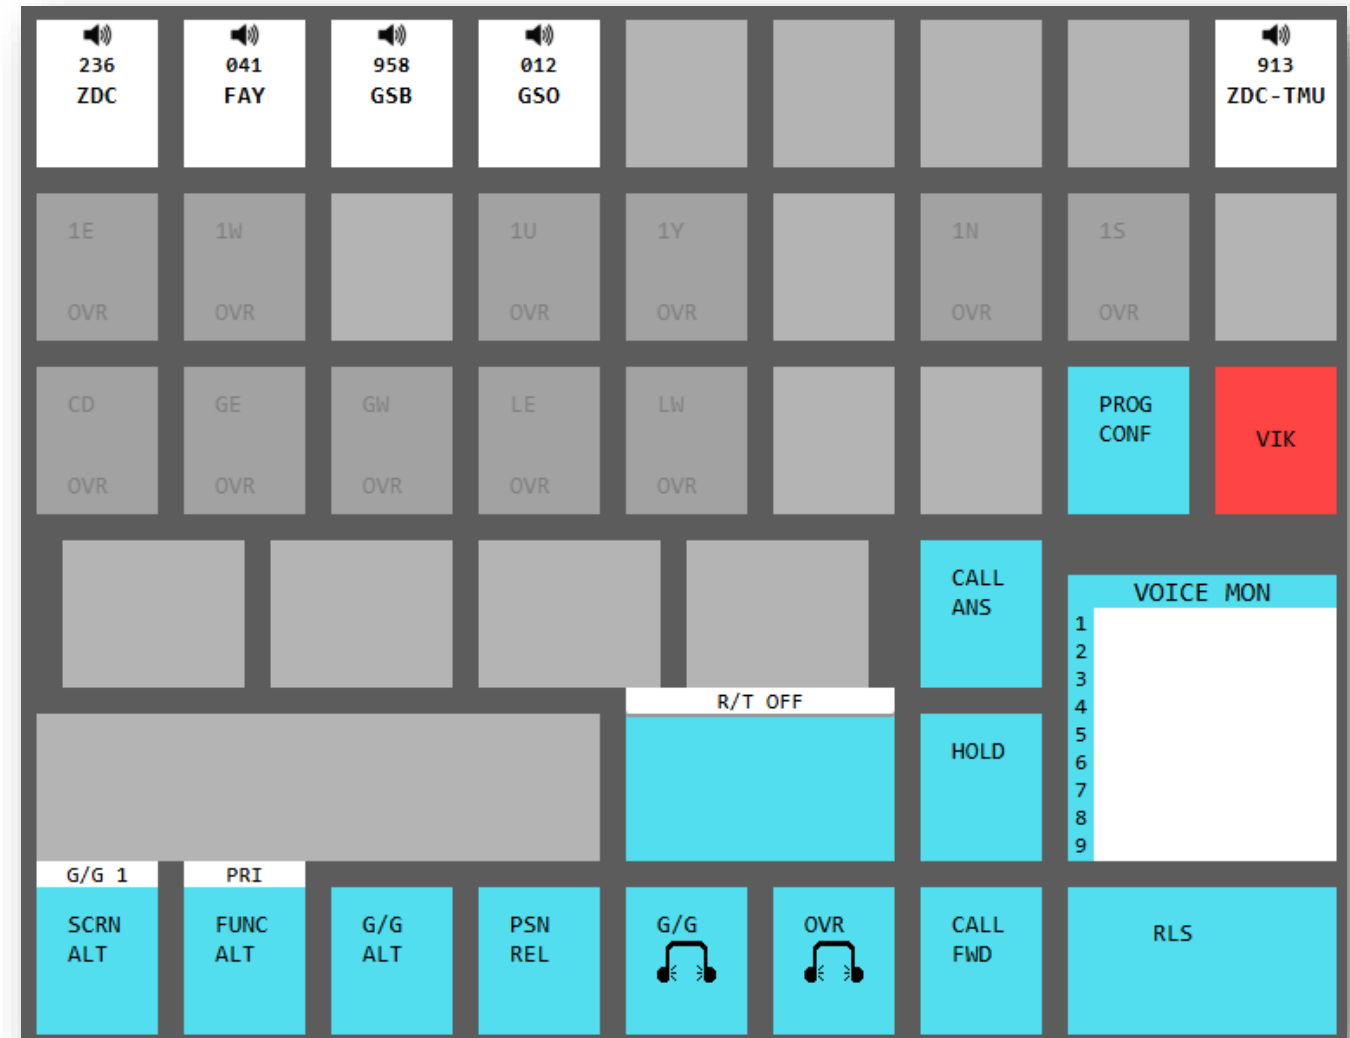 236
ZDC
041
FAY
958
GSB
012
GSO
913
ZDC-TMU
1E
OVR
1W
OVR
1U
OVR
1Y
OVR
1N
OVR
1S
OVR
CD
OVR
GE
OVR
GW
OVR
LE
OVR
LW
OVR
PROG
CONF
VIK
CALL
ANS
VOICE MON
1
2
3
4
5
6
7
8
9
R/T OFF
HOLD
G/G 1
SCRN
ALT
PRI
FUNC
ALT
G/G
ALT
PSN
REL
G/G
OVR
CALL
FWD
RLS